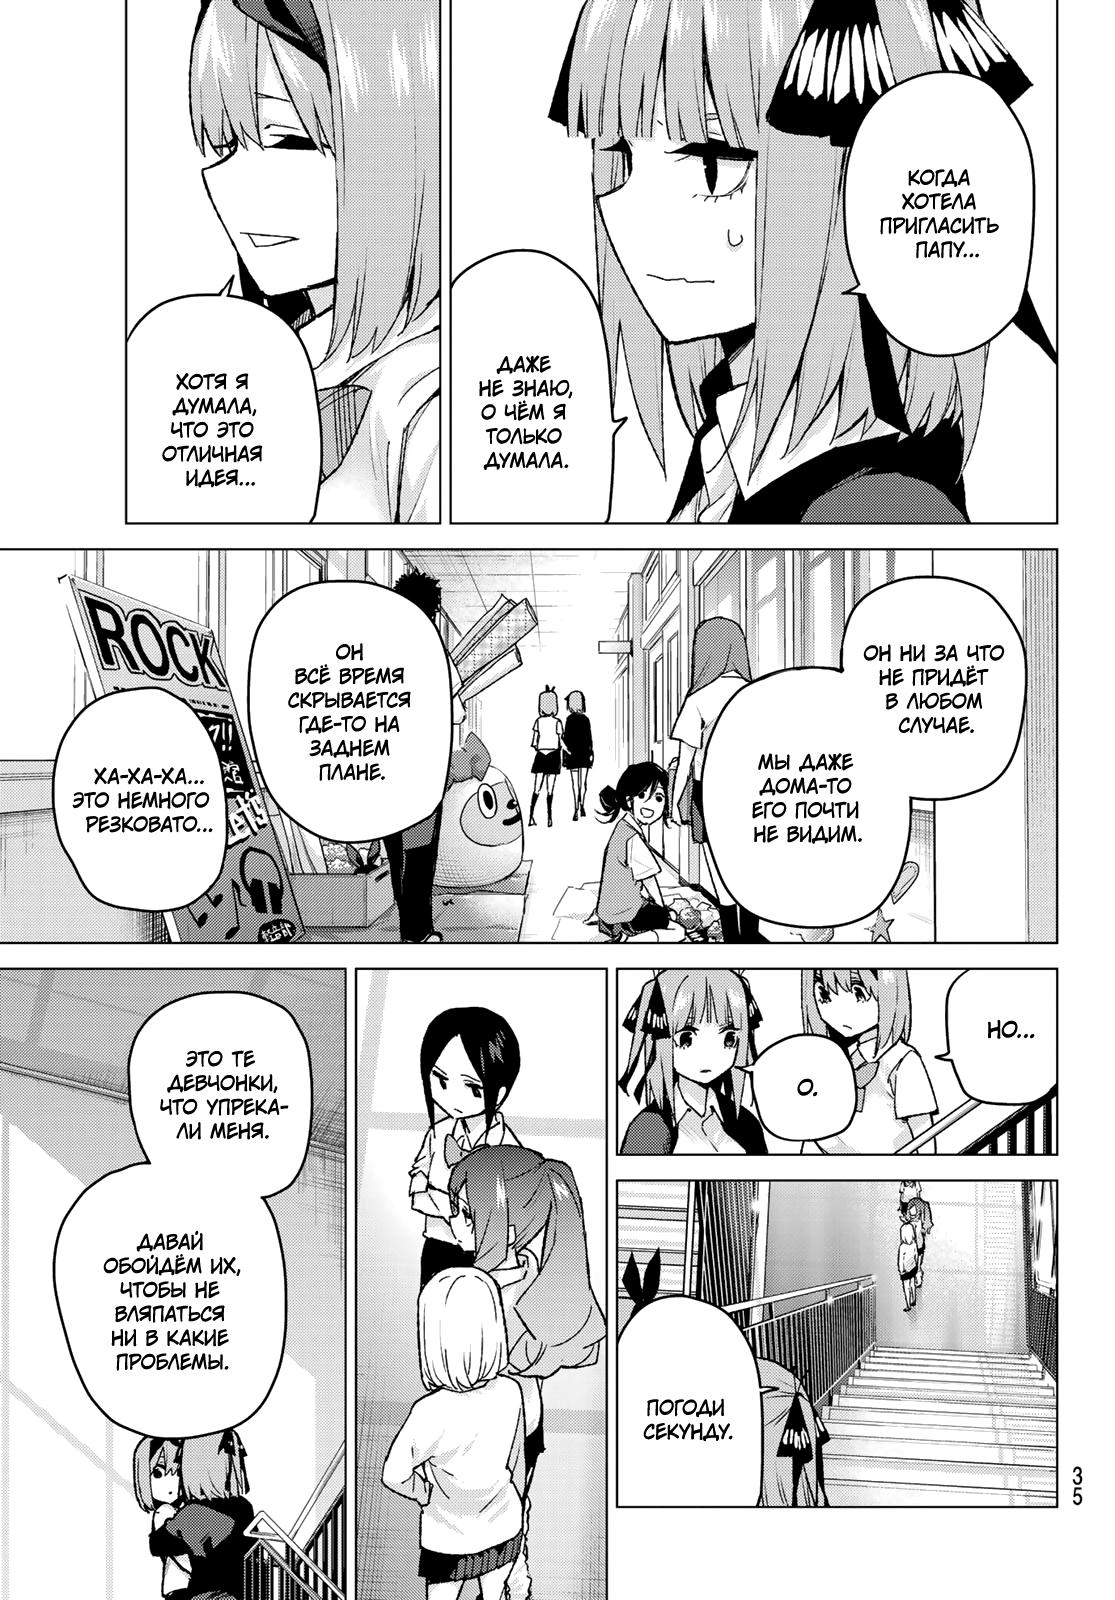 КОГДА
ХОТЕЛА
ПРИГЛАСИТЬ
ПАПУ...
ДАЖЕ
НЕ ЗНАЮ,
О ЧЁМ Я
ТОЛЬКО
ДУМАЛА.
ХОТЯ Я
ДУМАЛА,
ЧТО ЭТО
ОТЛИЧНАЯ
ИДЕЯ...
ОН НИ ЗА ЧТО
НЕ ПРИДЁТ
В ЛЮБОМ
СЛУЧАЕ.
МЫ ДАЖЕ
ДОМА-ТО
ЕГО ПОЧТИ
НЕ ВИДИМ.
ОН
ВСЁ ВРЕМЯ
СКРЫВАЕТСЯ
ГДЕ-ТО НА
ЗАДНЕМ
ПЛАНЕ.
ROCK
ХА-ХА-ХА...
ЭТО НЕМНОГО
РЕЗКОВАТО...
НО...
О.
ПОГОДИ
СЕКУНДУ.
ЭТО ТЕ
ДЕВЧОНКИ,
ЧТО УПРЕКА-
ЛИ МЕНЯ.
ДАВАЙ
ОБОЙДЁМ ИХ,
ЧТОБЫ НЕ
ВЛЯПАТЬСЯ
НИ В КАКИЕ
ПРОБЛЕМЫ.
35